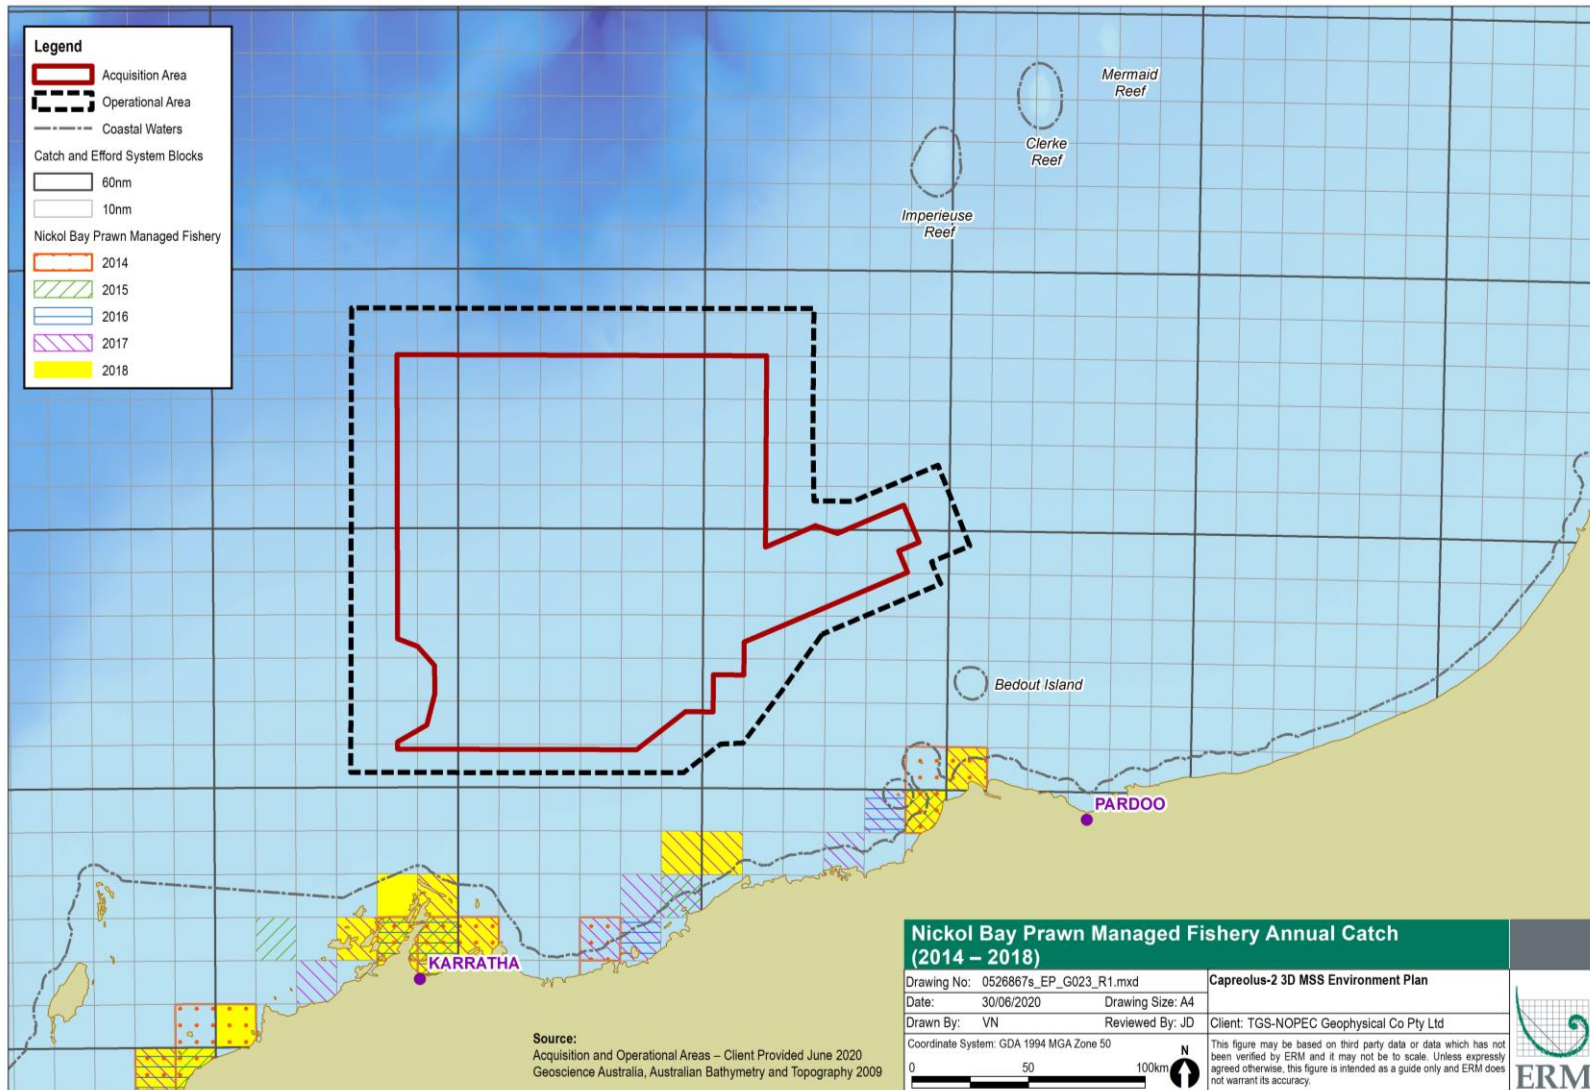 Legend
Acquisition Area
Operational Area
Coastal Waters
Catch and Efford System Blocks
60nm
10nm
Nickol Bay Prawn Managed Fishery
2014
2015
2016
2017
2018
Mermaid
Reef
Clerke
Reef
Imperieuse
Reef
Bedout Island
PARDOO
KARRATHA
Source:
Acquisition and Operational Areas – Client Provided June 2020
Geoscience Australia, Australian Bathymetry and Topography 2009
Nickol Bay Prawn Managed Fishery Annual Catch
(2014 – 2018)
Drawing No: 0526867s_EP_G023_R1.mxd
Capreolus-2 3D MSS Environment Plan
Date: 30/06/2020 Drawing Size: A4
Drawn By: VN Reviewed By: JD
Client: TGS-NOPEC Geophysical Co Pty Ltd
Coordinate System: GDA 1994 MGA Zone 50
N
0 50 100km
This figure may be based on third party data or data which has not
been verified by ERM and it may not be to scale. Unless expressly
agreed otherwise, this figure is intended as a guide only and ERM does
not warrant its accuracy.
ERM